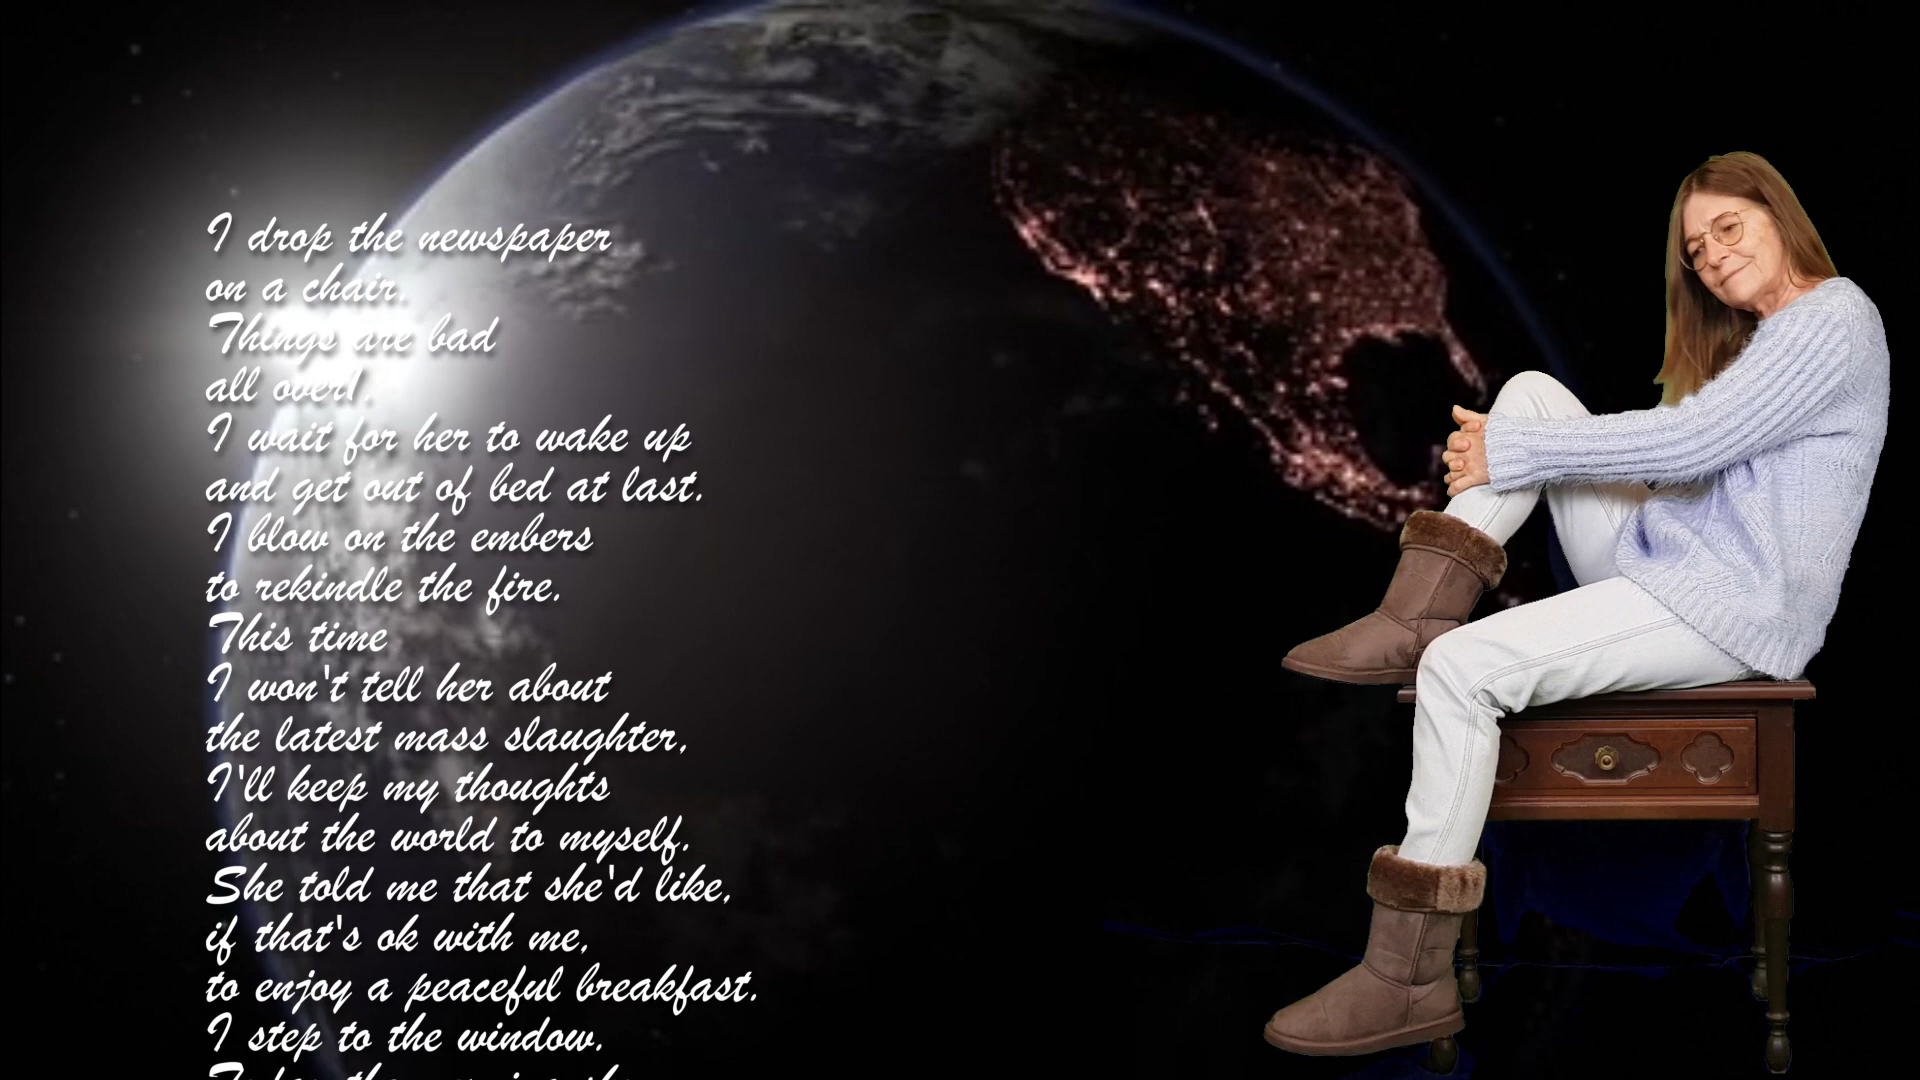 I drop the newspaper
on a chair.
Things are bad
all over!.
I wait for her to wake up
and get out of bed at last.
I blow on the embers
to rekindle the fire.
This time
I won't tell her about
the latest mass slaughter,
I'll keep my thoughts
about the world to myself.
She told me that she'd like,
if that's ok with me,
to enjoy a peaceful breakfast.
I step to the window.